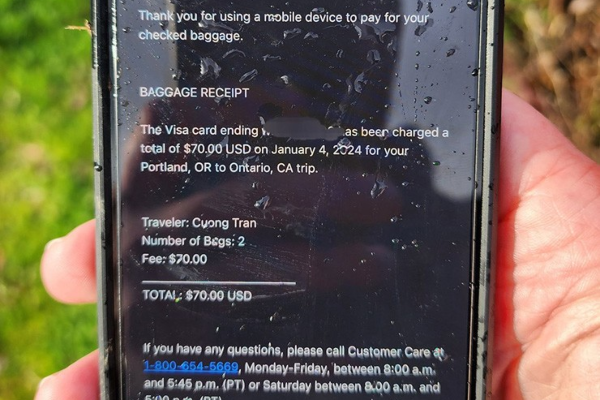 Thank you for using a mobile device to pay for your
checked baggage.
BAGGAGE RECEIPT
The Visa card ending has been charged a
total of $70.00 USD on January 4, 2024 for your
Portland, OR to Ontario, CA trip.
Traveler: Cuong Tran
Number of Bags: 2
Fee: $70.00
TOTAL: $70.00 USD
If you have any questions, please call Customer Care at
1-800-654-5669, Monday-Friday, between 8:00 a.m.
and 5:45 p.m. (PT) or Saturday between 8:00 a.m. and